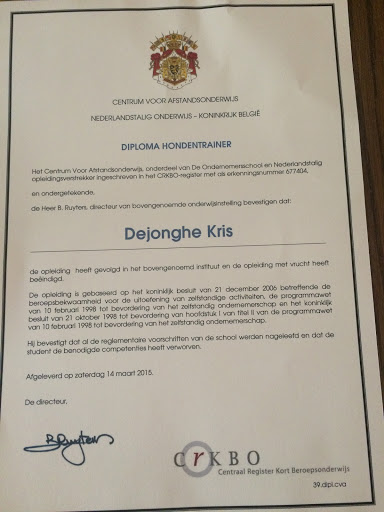 CENTRUM VOOR AFSTANDSONDERWIJS
NEDERLANDSTALIG ONDERWIJS – KONINKRIJK BELGIË
DIPLOMA HONDENTRAINER
Het Centrum Voor Afstandsonderwijs, onderdeel van De Ondernemersschool en Nederlandstalig
opleidingsverstrekker ingeschreven in het CRKBO-register met als erkenningsnummer 677404,
en ondergetekende,
de Heer B. Ruyters, directeur van bovengenoemde onderwijsinstelling bevestigen dat:
Dejonghe Kris
de opleiding heeft gevolgd in het bovengenoemd instituut en de opleiding met vrucht heeft
beëindigd.
De opleiding is gebaseerd op het koninklijk besluit van 21 december 2006 betreffende de
beroepsbekwaamheid voor de uitoefening van zelfstandige activiteiten, de programmawet
van 10 februari 1998 tot bevordering van het zelfstandig ondernemerschap en het koninklijk
besluit van 21 oktober 1998 tot bevordering van hoofdstuk I van titel II van de programmawet
van 10 februari 1998 tot bevordering van het zelfstandig ondernemerschap.
Hij bevestigt dat al de reglementaire voorschriften van de school werden nageleefd en dat de
student de benodigde competenties heeft verworven.
Afgeleverd op zaterdag 14 maart 2015.
De directeur,
BRuyters
CrKBO
Centraal Register Kort Beroepsonderwijs
39.dipl.cva